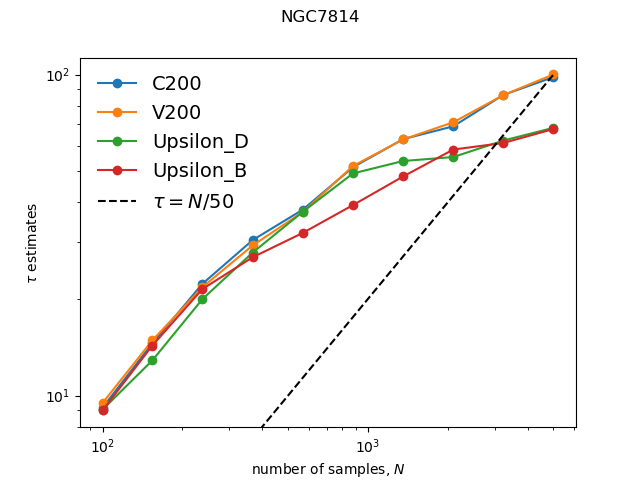 NGC7814
10²
C200
V200
Upsilon_D
Upsilon_B
τ = N/50
τ estimates
10¹
10² 10³
number of samples, N